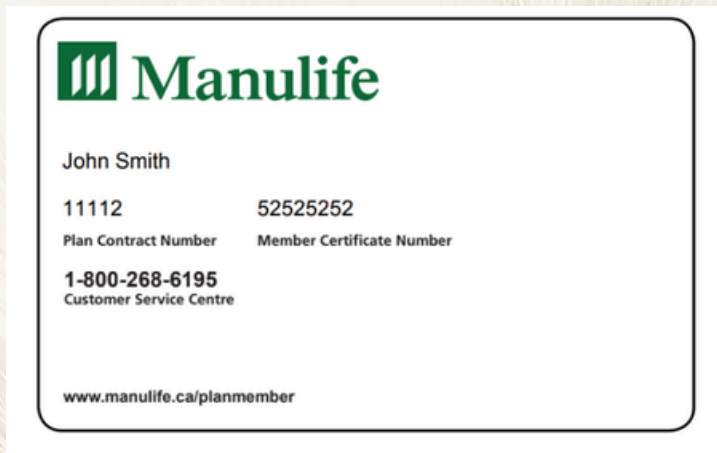 Manulife
John Smith
11112 52525252
Plan Contract Number Member Certificate Number
1-800-268-6195
Customer Service Centre
www.manulife.ca/planmember